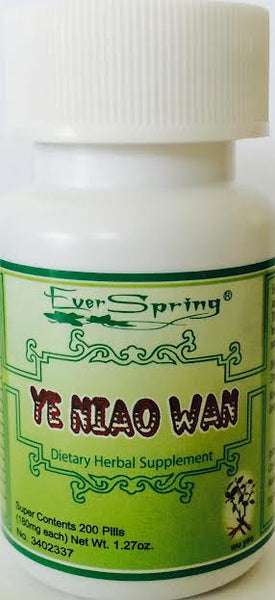 EverSpring®
YE NIAO WAN
Dietary Herbal Supplement
Super Contents 200 Pills
(180mg each) Net Wt. 1.27oz.
No. 3402337